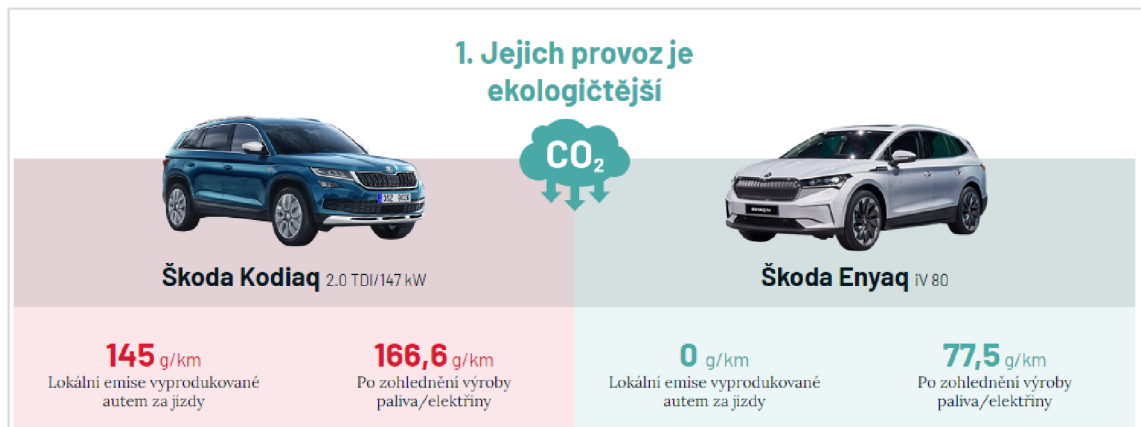 1. Jejich provoz je
ekologičtější
CO₂
Škoda Kodiaq 2.0 TDI/147 kW
Škoda Enyaq iV 80
145 g/km
Lokální emise vyprodukované
autem za jízdy
166,6 g/km
Po zohlednění výroby
paliva/elektřiny
0 g/km
Lokální emise vyprodukované
autem za jízdy
77,5 g/km
Po zohlednění výroby
paliva/elektřiny